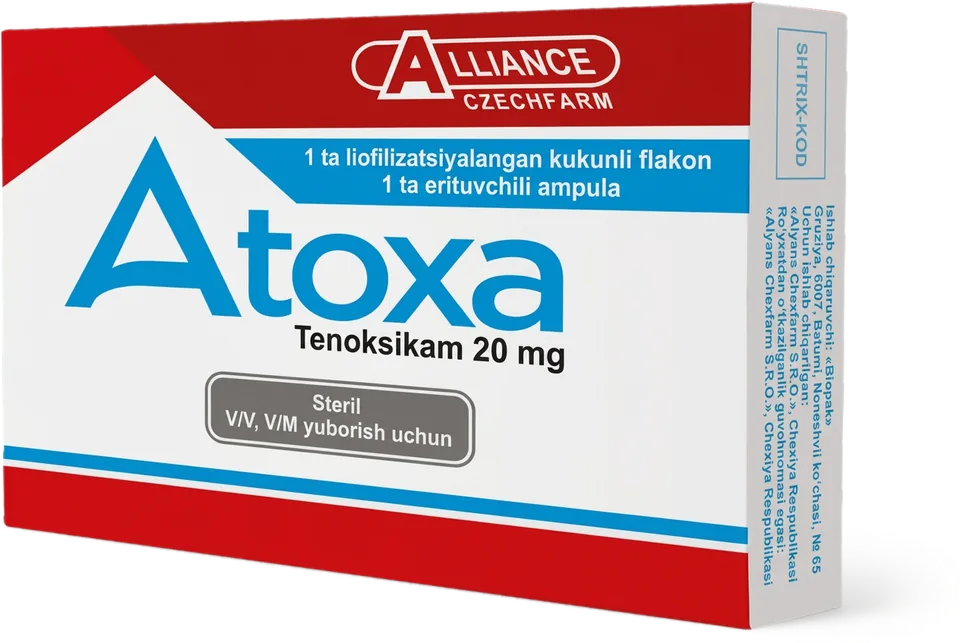 ALLIANCE
CZECHFARM
1 ta liofilizatsiyalangan kukunli flakon
1 ta erituvchili ampula
Atoxa
Tenoksikam 20 mg
Steril
V/V, V/M yuborish uchun
SHTRIX-KOD
Ishlab chiqaruvchi: «Biopak»
Gruziya, 6007, Batumi, Noneshvii ko‘chasi, № 65
Uchun ishlab chiqarilgan:
«Alyans Chexfarm S.R.O.», Chexiya Respublikasi
Ro‘yxatdan o‘tkazilganlik guvohnomasi egasi:
«Alyans Chexfarm S.R.O.», Chexiya Respublikasi